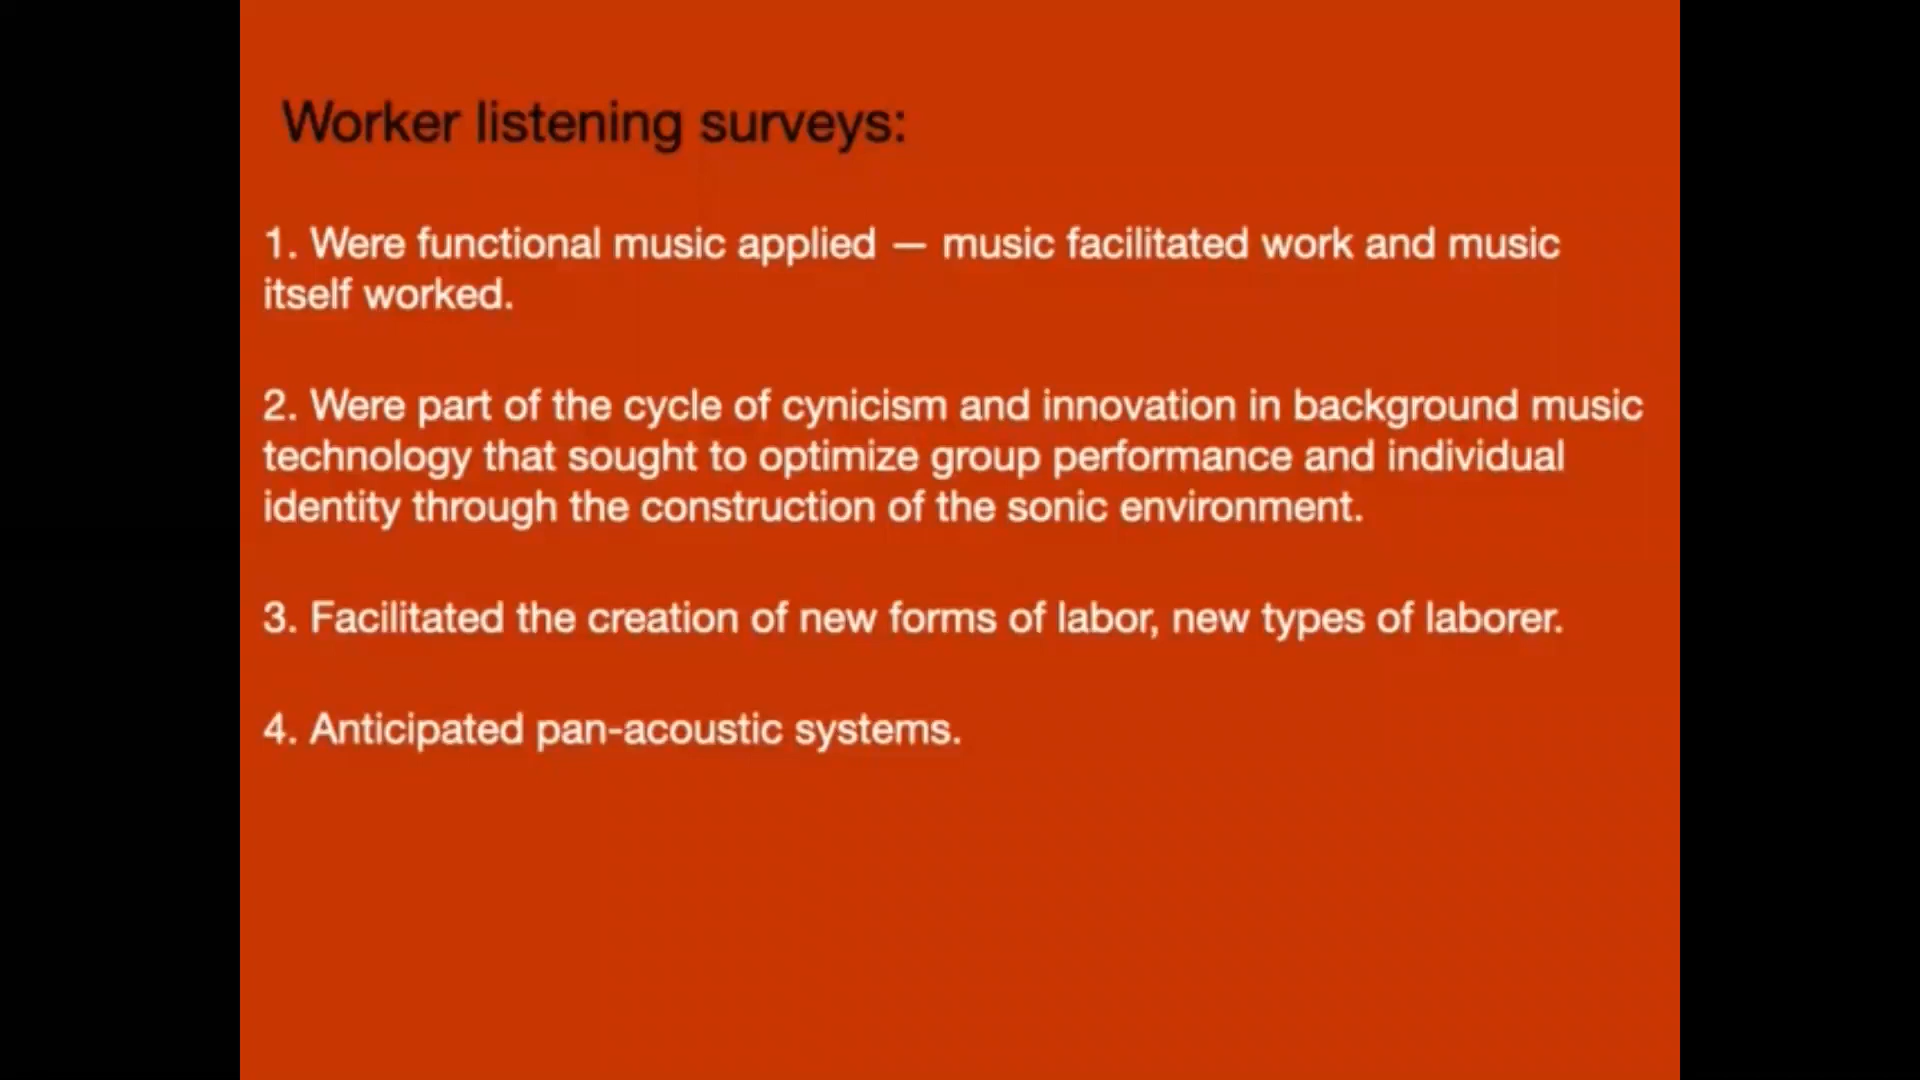 Worker listening surveys:
1. Were functional music applied — music facilitated work and music
itself worked.
2. Were part of the cycle of cynicism and innovation in background music
technology that sought to optimize group performance and individual
identity through the construction of the sonic environment.
3. Facilitated the creation of new forms of labor, new types of laborer.
4. Anticipated pan-acoustic systems.